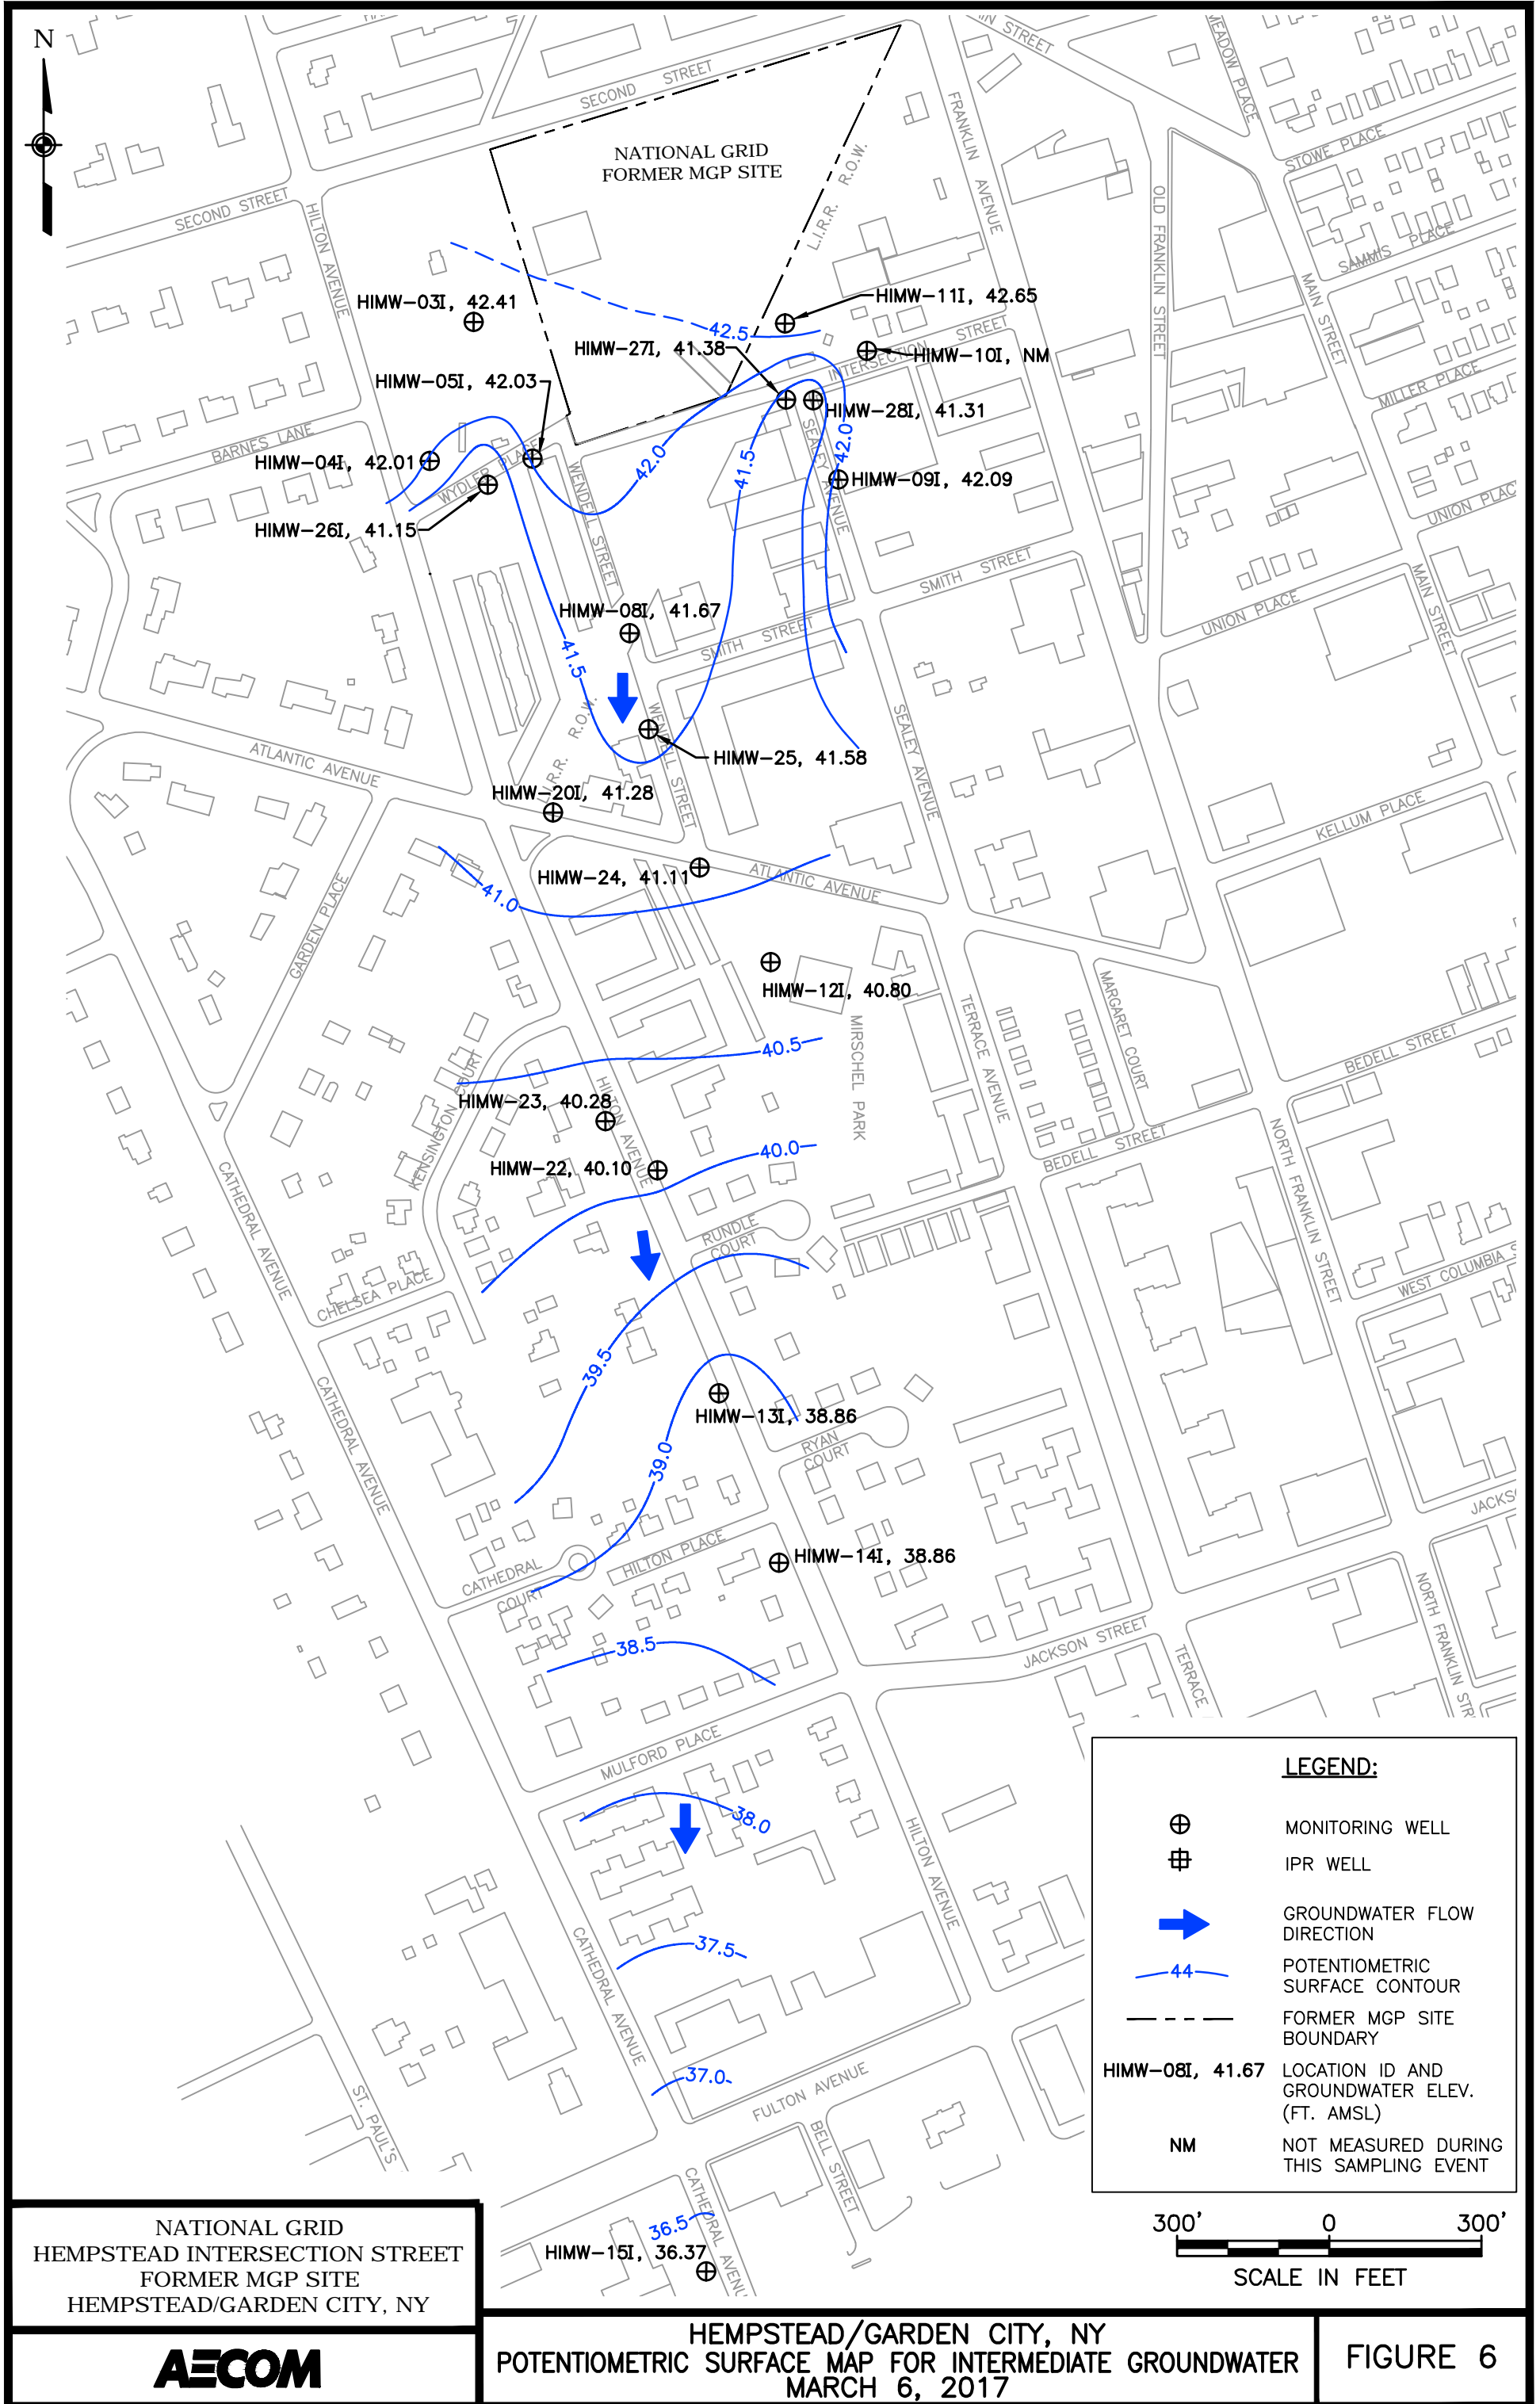 N
STREET
MEADOW PLACE
SECOND STREET
NATIONAL GRID
FORMER MGP SITE
L.I.R.R. R.O.W.
FRANKLIN AVENUE
STOWE PLACE
OLD FRANKLIN STREET
SECOND STREET
HILTON AVENUE
SAMMIS PLACE
MAIN STREET
HIMW-03I, 42.41
HIMW-11I, 42.65
42.5
HIMW-27I, 41.38
INTERSECTION STREET
HIMW-10I, NM
HIMW-05I, 42.03
MILLER PLACE
HIMW-28I, 41.31
BARNES LANE
HIMW-04I, 42.01
WYDLER PLACE
WENDELL STREET
42.0
41.5
SEALEY AVENUE
42.0
HIMW-09I, 42.09
UNION PLAC
HIMW-26I, 41.15
SMITH STREET
MAIN STREET
HIMW-08I, 41.67
SMITH STREET
UNION PLACE
41.5
R.O.W.
WENDELL STREET
SEALEY AVENUE
ATLANTIC AVENUE
HIMW-25, 41.58
HIMW-20I, 41.28
KELLUM PLACE
HIMW-24, 41.11
ATLANTIC AVENUE
41.0
GARDEN PLACE
HIMW-12I, 40.80
MIRSCHEL PARK
TERRACE AVENUE
MARGARET COURT
BEDELL STREET
40.5
KENSINGTON COURT
HIMW-23, 40.28
HILTON AVENUE
40.0
BEDELL STREET
NORTH FRANKLIN STREET
HIMW-22, 40.10
CATHEDRAL AVENUE
RUNDLE
COURT
WEST COLUMBIA S
CHELSEA PLACE
39.5
CATHEDRAL AVENUE
HIMW-13I, 38.86
RYAN
COURT
39.0
JACKS
HILTON PLACE
HIMW-14I, 38.86
CATHEDRAL
COURT
NORTH FRANKLIN STR
38.5
JACKSON STREET
TERRACE
MULFORD PLACE
38.0
HILTON AVENUE
CATHEDRAL AVENUE
37.5
37.0
FULTON AVENUE
ST. PAUL'S
BELL STREET
CATHEDRAL AVENU
36.5
HIMW-15I, 36.37
LEGEND:
MONITORING WELL
IPR WELL
GROUNDWATER FLOW
DIRECTION
44
POTENTIOMETRIC
SURFACE CONTOUR
FORMER MGP SITE
BOUNDARY
HIMW-08I, 41.67
LOCATION ID AND
GROUNDWATER ELEV.
(FT. AMSL)
NM
NOT MEASURED DURING
THIS SAMPLING EVENT
300' 0 300'
SCALE IN FEET
NATIONAL GRID
HEMPSTEAD INTERSECTION STREET
FORMER MGP SITE
HEMPSTEAD/GARDEN CITY, NY
AECOM
HEMPSTEAD/GARDEN CITY, NY
POTENTIOMETRIC SURFACE MAP FOR INTERMEDIATE GROUNDWATER
MARCH 6, 2017
FIGURE 6